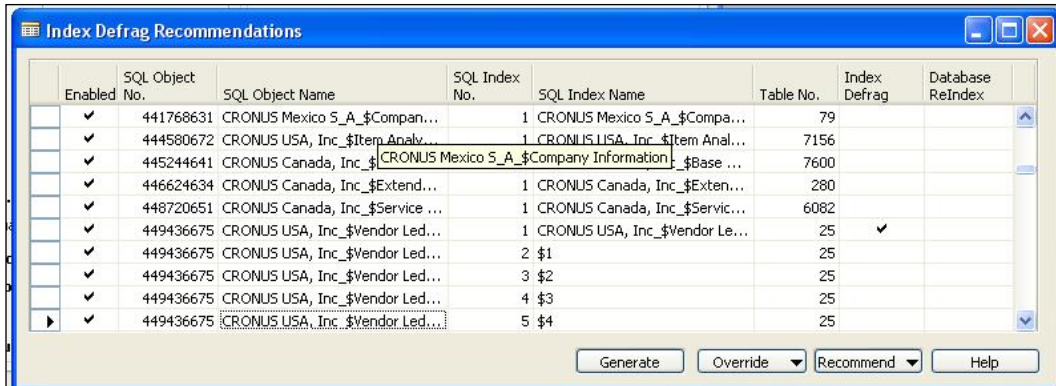 Index Defrag Recommendations
Enabled SQL Object No. SQL Object Name SQL Index No. SQL Index Name Table No. Index Defrag Database ReIndex
441768631 CRONUS Mexico S_A_$Compan... 1 CRONUS Mexico S_A_$Compa... 79
444580672 CRONUS USA, Inc_$Item Analy... 1 CRONUS USA, Inc_$Item Anal... 7156
445244641 CRONUS Canada, Inc_$ CRONUS Mexico S_A_$Company Information _$Base ... 7600
446624634 CRONUS Canada, Inc_$Extend... 1 CRONUS Canada, Inc_$Exten... 280
448720651 CRONUS Canada, Inc_$Service ... 1 CRONUS Canada, Inc_$Servic... 6082
449436675 CRONUS USA, Inc_$Vendor Led... 1 CRONUS USA, Inc_$Vendor Le... 25
449436675 CRONUS USA, Inc_$Vendor Led... 2 $1 25
449436675 CRONUS USA, Inc_$Vendor Led... 3 $2 25
449436675 CRONUS USA, Inc_$Vendor Led... 4 $3 25
449436675 CRONUS USA, Inc_$Vendor Led... 5 $4 25
Generate Override Recommend Help